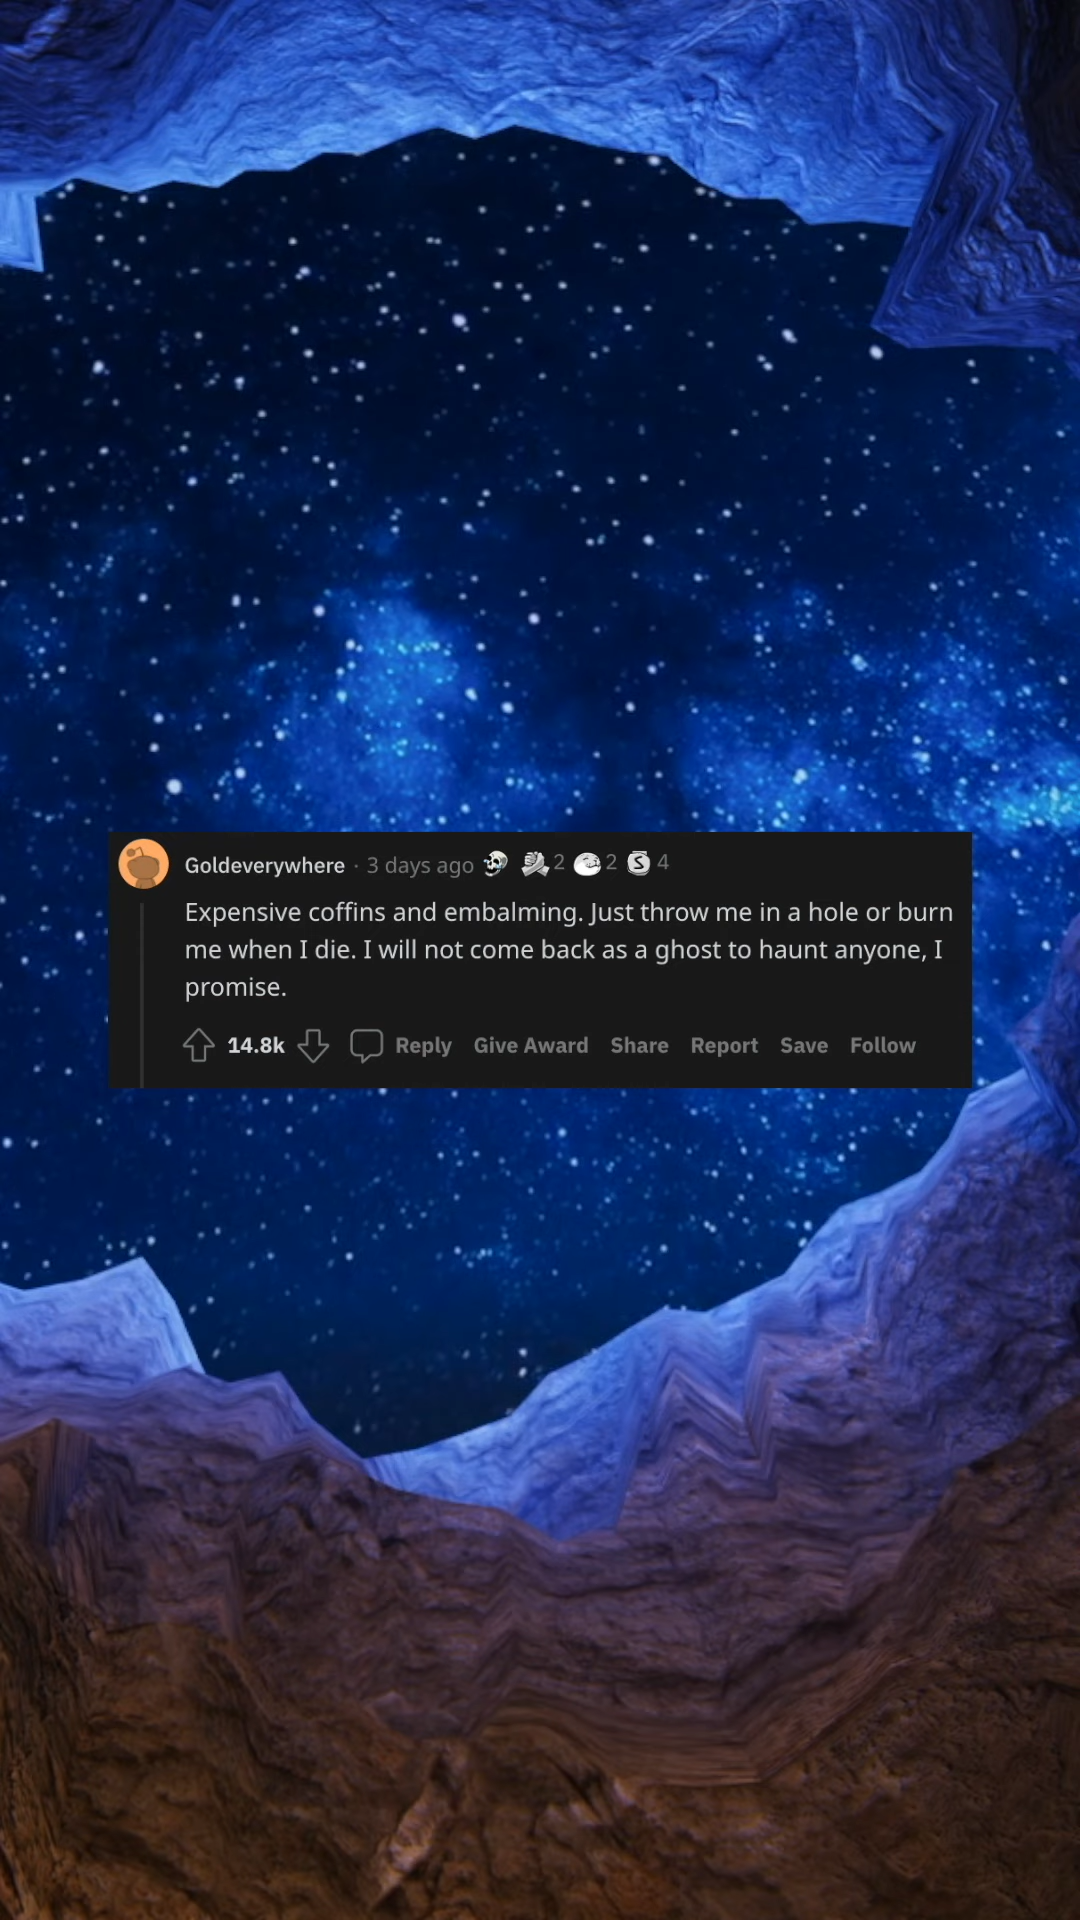 Goldeverywhere · 3 days ago 2 2 S 4
Expensive coffins and embalming. Just throw me in a hole or burn
me when I die. I will not come back as a ghost to haunt anyone, I
promise.
14.8k Reply Give Award Share Report Save Follow